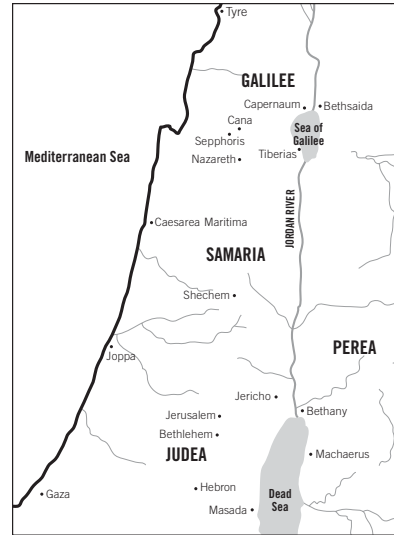 Tyre
GALILEE
Capernaum
Bethsaida
Cana
Sea of
Galilee
Sepphoris
Tiberias
Nazareth
Mediterranean Sea
JORDAN RIVER
Caesarea Maritima
SAMARIA
Shechem
PEREA
Joppa
Jericho
Bethany
Jerusalem
Bethlehem
JUDEA
Machaerus
Hebron
Gaza
Dead
Sea
Masada